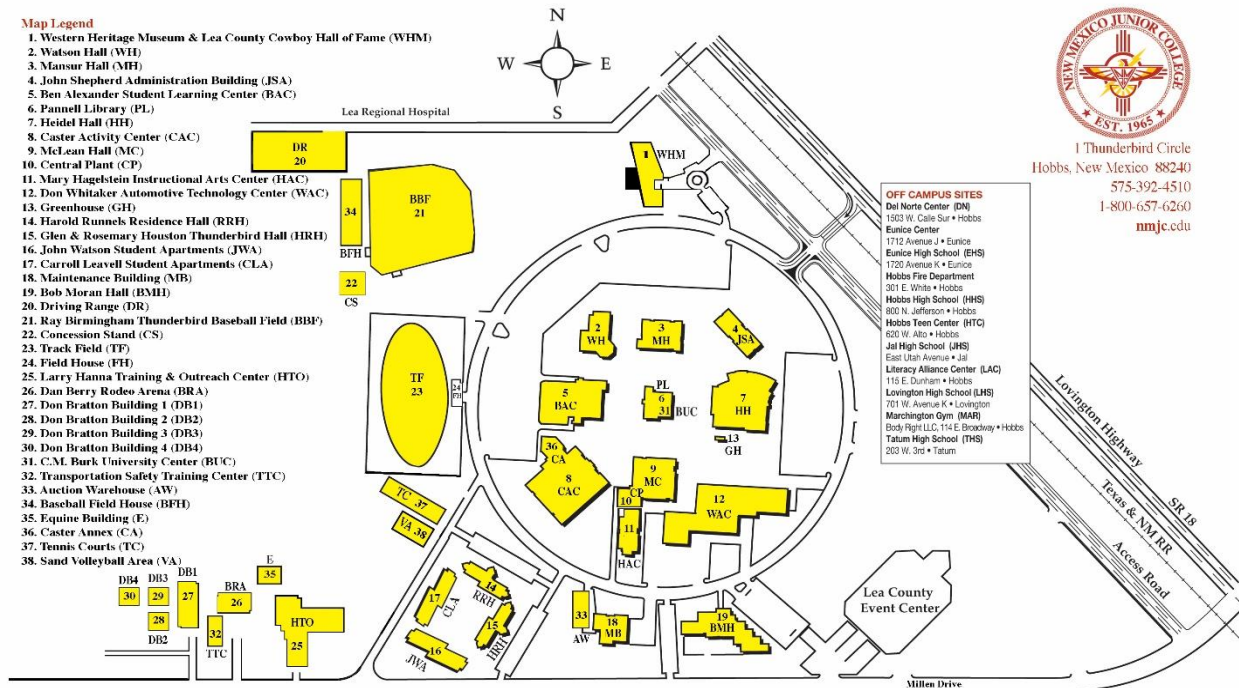 Map Legend
1. Western Heritage Museum & Lea County Cowboy Hall of Fame (WHM)
2. Watson Hall (WH)
3. Mansur Hall (MH)
4. John Shepherd Administration Building (JSA)
5. Ben Alexander Student Learning Center (BAC)
6. Pannell Library (PL)
7. Heidel Hall (HH)
8. Caster Activity Center (CAC)
9. McLean Hall (MC)
10. Central Plant (CP)
11. Mary Hagelstein Instructional Arts Center (HAC)
12. Don Whitaker Automotive Technology Center (WAC)
13. Greenhouse (GH)
14. Harold Runnels Residence Hall (RRH)
15. Glen & Rosemary Houston Thunderbird Hall (HRH)
16. John Watson Student Apartments (JWA)
17. Carroll Leavell Student Apartments (CLA)
18. Maintenance Building (MB)
19. Bob Moran Hall (BMH)
20. Driving Range (DR)
21. Ray Birmingham Thunderbird Baseball Field (BBF)
22. Concession Stand (CS)
23. Track Field (TF)
24. Field House (FH)
25. Larry Hanna Training & Outreach Center (HTO)
26. Dan Berry Rodeo Arena (BRA)
27. Don Bratton Building 1 (DB1)
28. Don Bratton Building 2 (DB2)
29. Don Bratton Building 3 (DB3)
30. Don Bratton Building 4 (DB4)
31. C.M. Burk University Center (BUC)
32. Transportation Safety Training Center (TTC)
33. Auction Warehouse (AW)
34. Baseball Field House (BFH)
35. Equine Building (E)
36. Caster Annex (CA)
37. Tennis Courts (TC)
38. Sand Volleyball Area (VA)
N
W
E
S
NEW MEXICO JUNIOR COLLEGE
NM
JC
EST. 1965
1 Thunderbird Circle
Hobbs, New Mexico 88240
575-392-4510
1-800-657-6260
nmjc.edu
OFF CAMPUS SITES
Del Norte Center (DN)
1503 W. Calle Sur • Hobbs
Eunice Center
1712 Avenue J • Eunice
Eunice High School (EHS)
1720 Avenue K • Eunice
Hobbs Fire Department
301 E. White • Hobbs
Hobbs High School (HHS)
800 N. Jefferson • Hobbs
Hobbs Teen Center (HTC)
620 W. Alto • Hobbs
Jal High School (JHS)
East Utah Avenue • Jal
Literacy Alliance Center (LAC)
115 E. Dunham • Hobbs
Lovington High School (LHS)
701 W. Avenue K • Lovington
Marchington Gym (MAR)
Body Right LLC, 114 E. Broadway • Hobbs
Tatum High School (THS)
203 W. 3rd • Tatum
Lea Regional Hospital
DR
20
34
BFH
BBF
21
22
CS
1
WHM
TF
23
24
FH
2
WH
3
MH
4
JSA
5
BAC
PL
6
31
BUC
7
HH
13
GH
36
CA
8
CAC
9
MC
CP
10
11
HAC
12
WAC
TC 37
VA 38
E
35
DB4
30
DB3
29
28
DB2
DB1
27
BRA
26
32
TTC
HTO
25
17
CLA
14
RRH
15
HRH
16
JWA
33
AW
18
MB
19
BMH
Lea County
Event Center
Lovington Highway
SR 18
Texas & NM RR
Access Road
Millen Drive